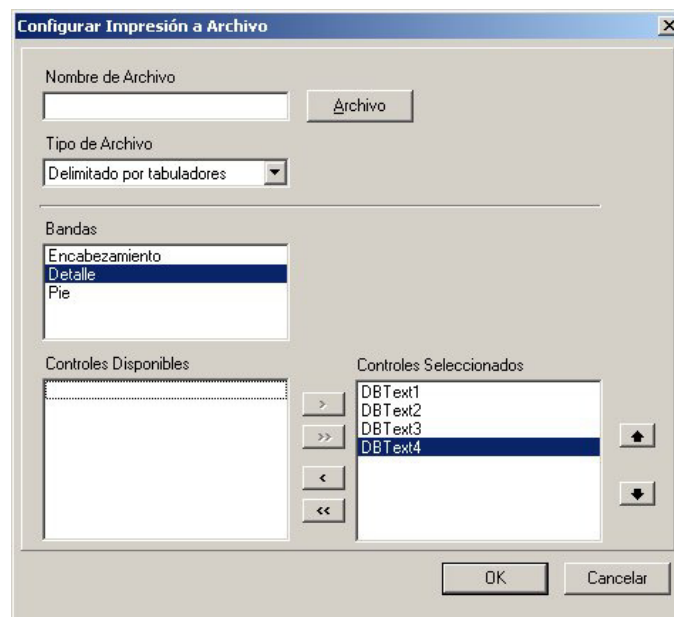 Configurar Impresión a Archivo
Nombre de Archivo
Archivo
Tipo de Archivo
Delimitado por tabuladores
Bandas
Encabezamiento
Detalle
Pie
Controles Disponibles
Controles Seleccionados
DBText1
DBText2
DBText3
DBText4
>
>>
<
<<
OK
Cancelar